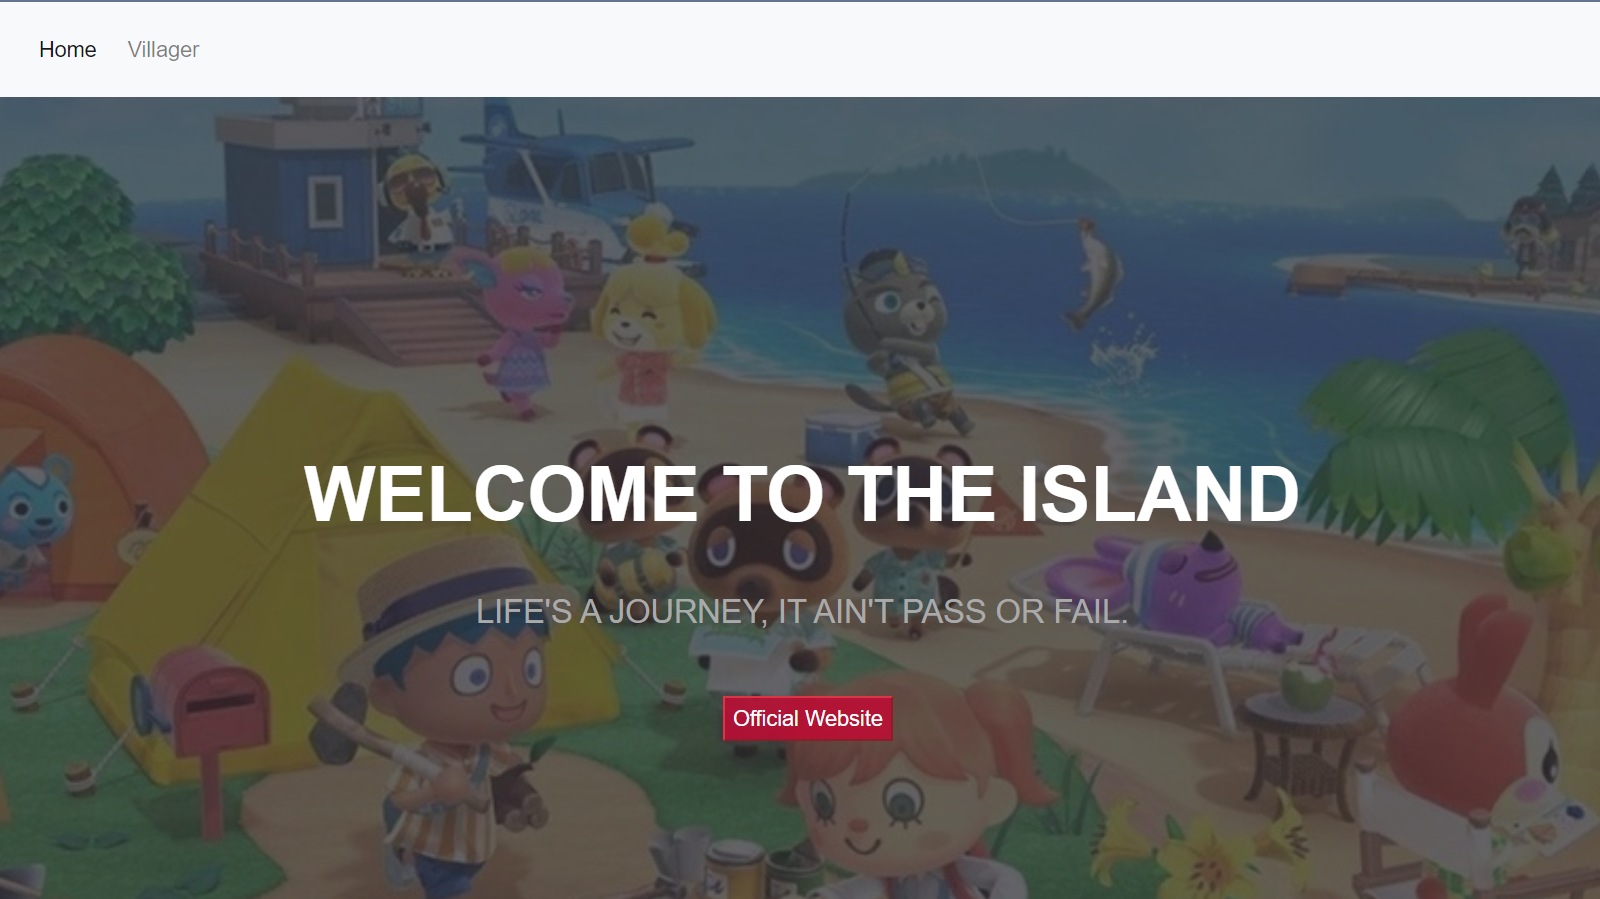 Home Villager
WELCOME TO THE ISLAND
LIFE'S A JOURNEY, IT AIN'T PASS OR FAIL.
Official Website